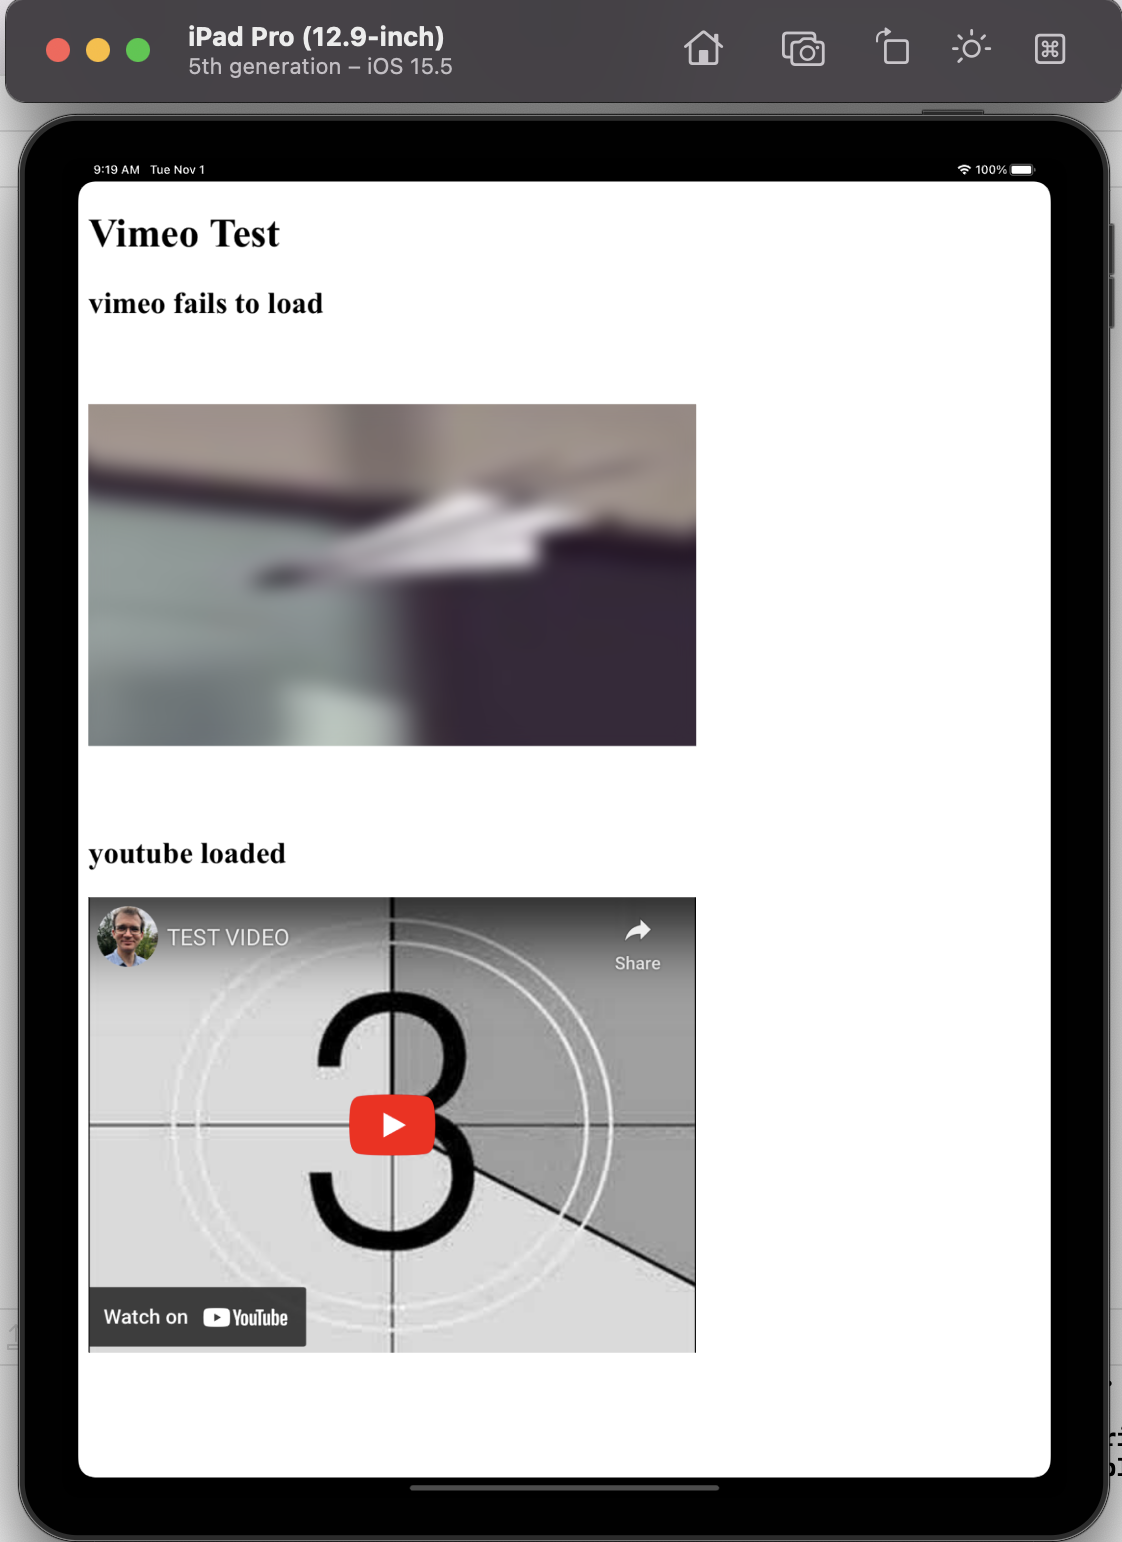 iPad Pro (12.9-inch)
5th generation – iOS 15.5
9:19 AM Tue Nov 1
100%
Vimeo Test
vimeo fails to load
youtube loaded
TEST VIDEO
Share
3
Watch on YouTube